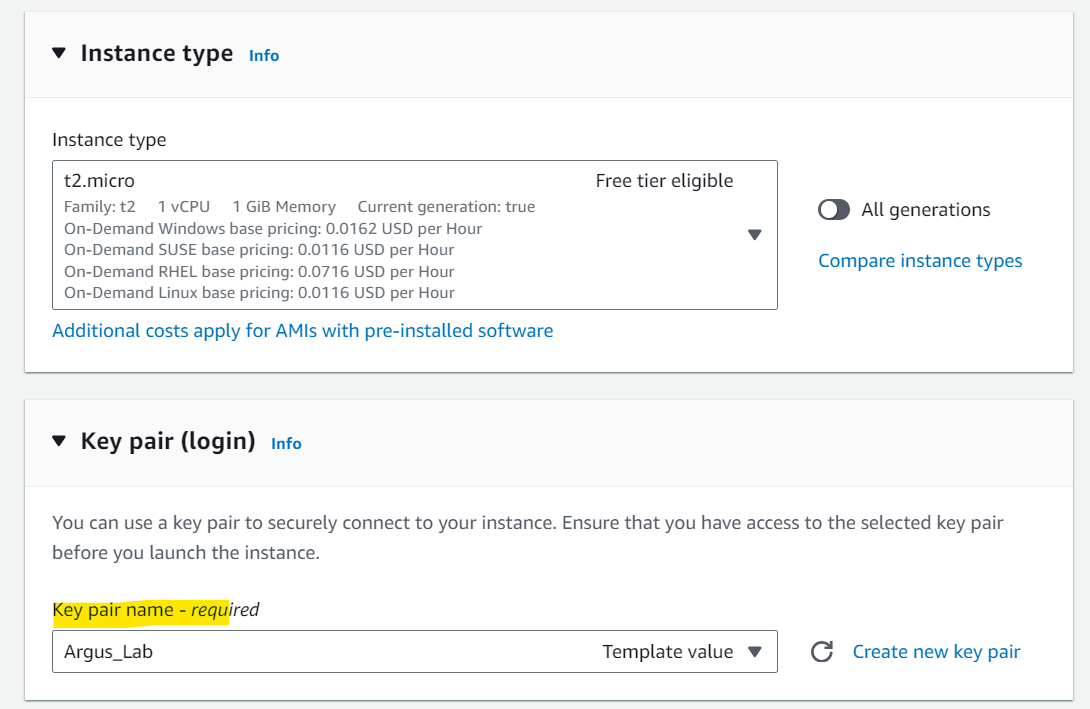 Instance type Info
Instance type
t2.micro Free tier eligible
Family: t2 1 vCPU 1 GiB Memory Current generation: true
On-Demand Windows base pricing: 0.0162 USD per Hour
On-Demand SUSE base pricing: 0.0116 USD per Hour
On-Demand RHEL base pricing: 0.0716 USD per Hour
On-Demand Linux base pricing: 0.0116 USD per Hour
All generations
Compare instance types
Additional costs apply for AMIs with pre-installed software
Key pair (login) Info
You can use a key pair to securely connect to your instance. Ensure that you have access to the selected key pair
before you launch the instance.
Key pair name - required
Argus_Lab Template value
Create new key pair